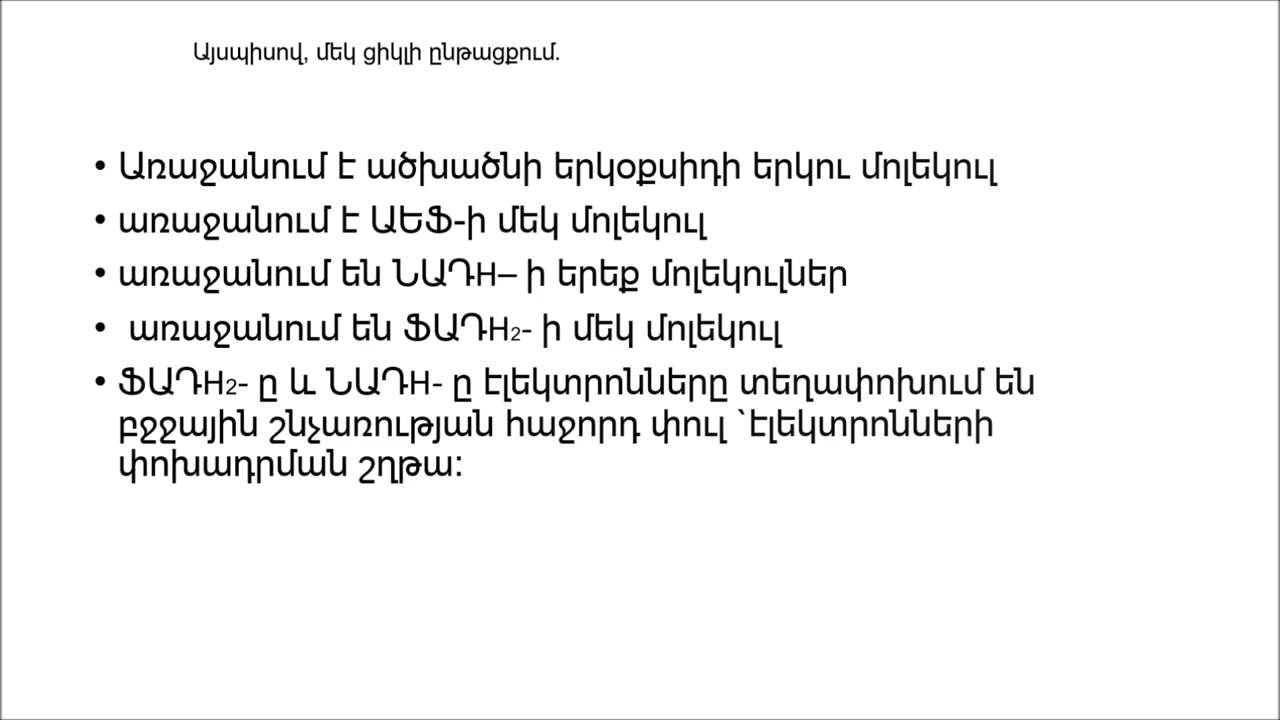 Այսպիսով, մեկ ցիկլի ընթացքում.
• Առաջանում է ածխածնի երկօքսիդի երկու մոլեկուլ
• առաջանում է ԱԵՖ-ի մեկ մոլեկուլ
• առաջանում են ՆԱԴH– ի երեք մոլեկուլներ
• առաջանում են ՖԱԴH2- ի մեկ մոլեկուլ
• ՖԱԴH2- ը և ՆԱԴH- ը էլեկտրոնները տեղափոխում են
բջջային շնչառության հաջորդ փուլ `էլեկտրոնների
փոխադրման շղթա: